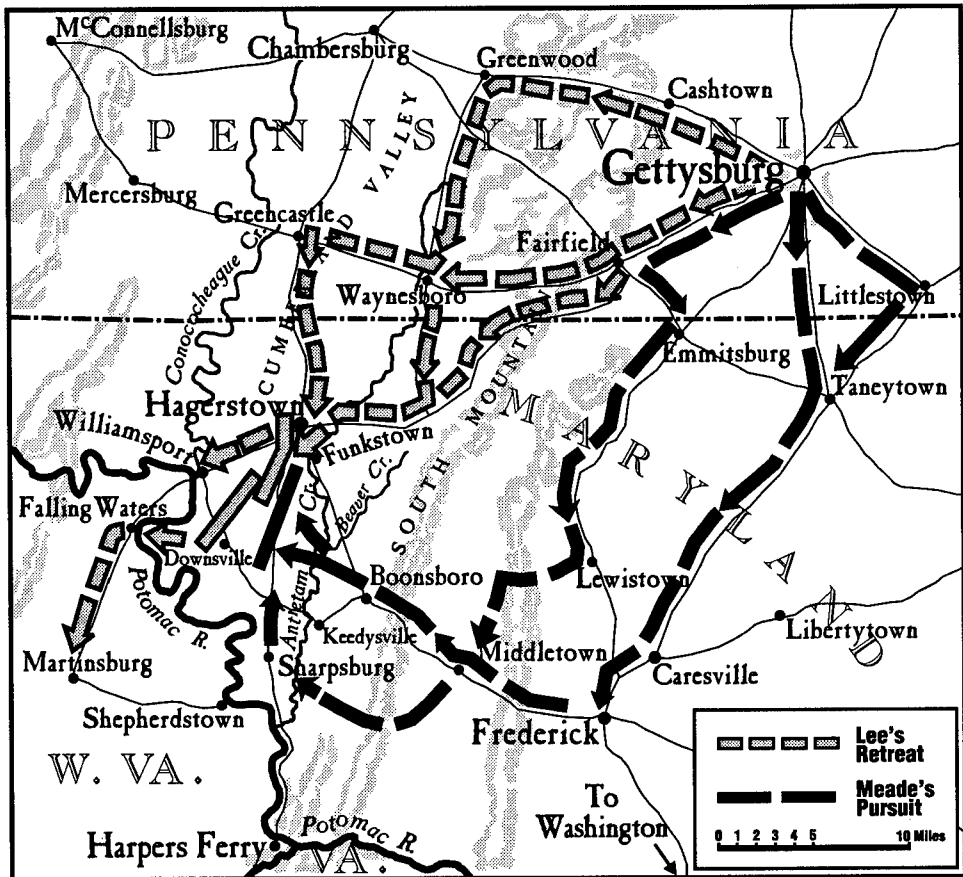 McConnellsburg
Chambersburg
Greenwood
Cashtown
PENNSYLVANIA
Gettysburg
VALLEY
Mercersburg
Greencastle
Conococheague Cr.
AND
Fairfield
Waynesboro
Littlestown
CUMBERL
Emmitsburg
Taneytown
Hagerstown
Williamsport
Funkstown
SOUTH MOUNTAIN
MARYLAND
Cr.
Beaver Cr.
Falling Waters
Downsville
Boonsboro
Lewistown
Potomac R.
Antietam
Keedysville
Libertytown
Martinsburg
Sharpsburg
Middletown
Caresville
Shepherdstown
Frederick
W. VA.
To
Washington
Harpers Ferry
Potomac R.
VA.
Lee's
Retreat
Meade's
Pursuit
0 1 2 3 4 5 10 Miles